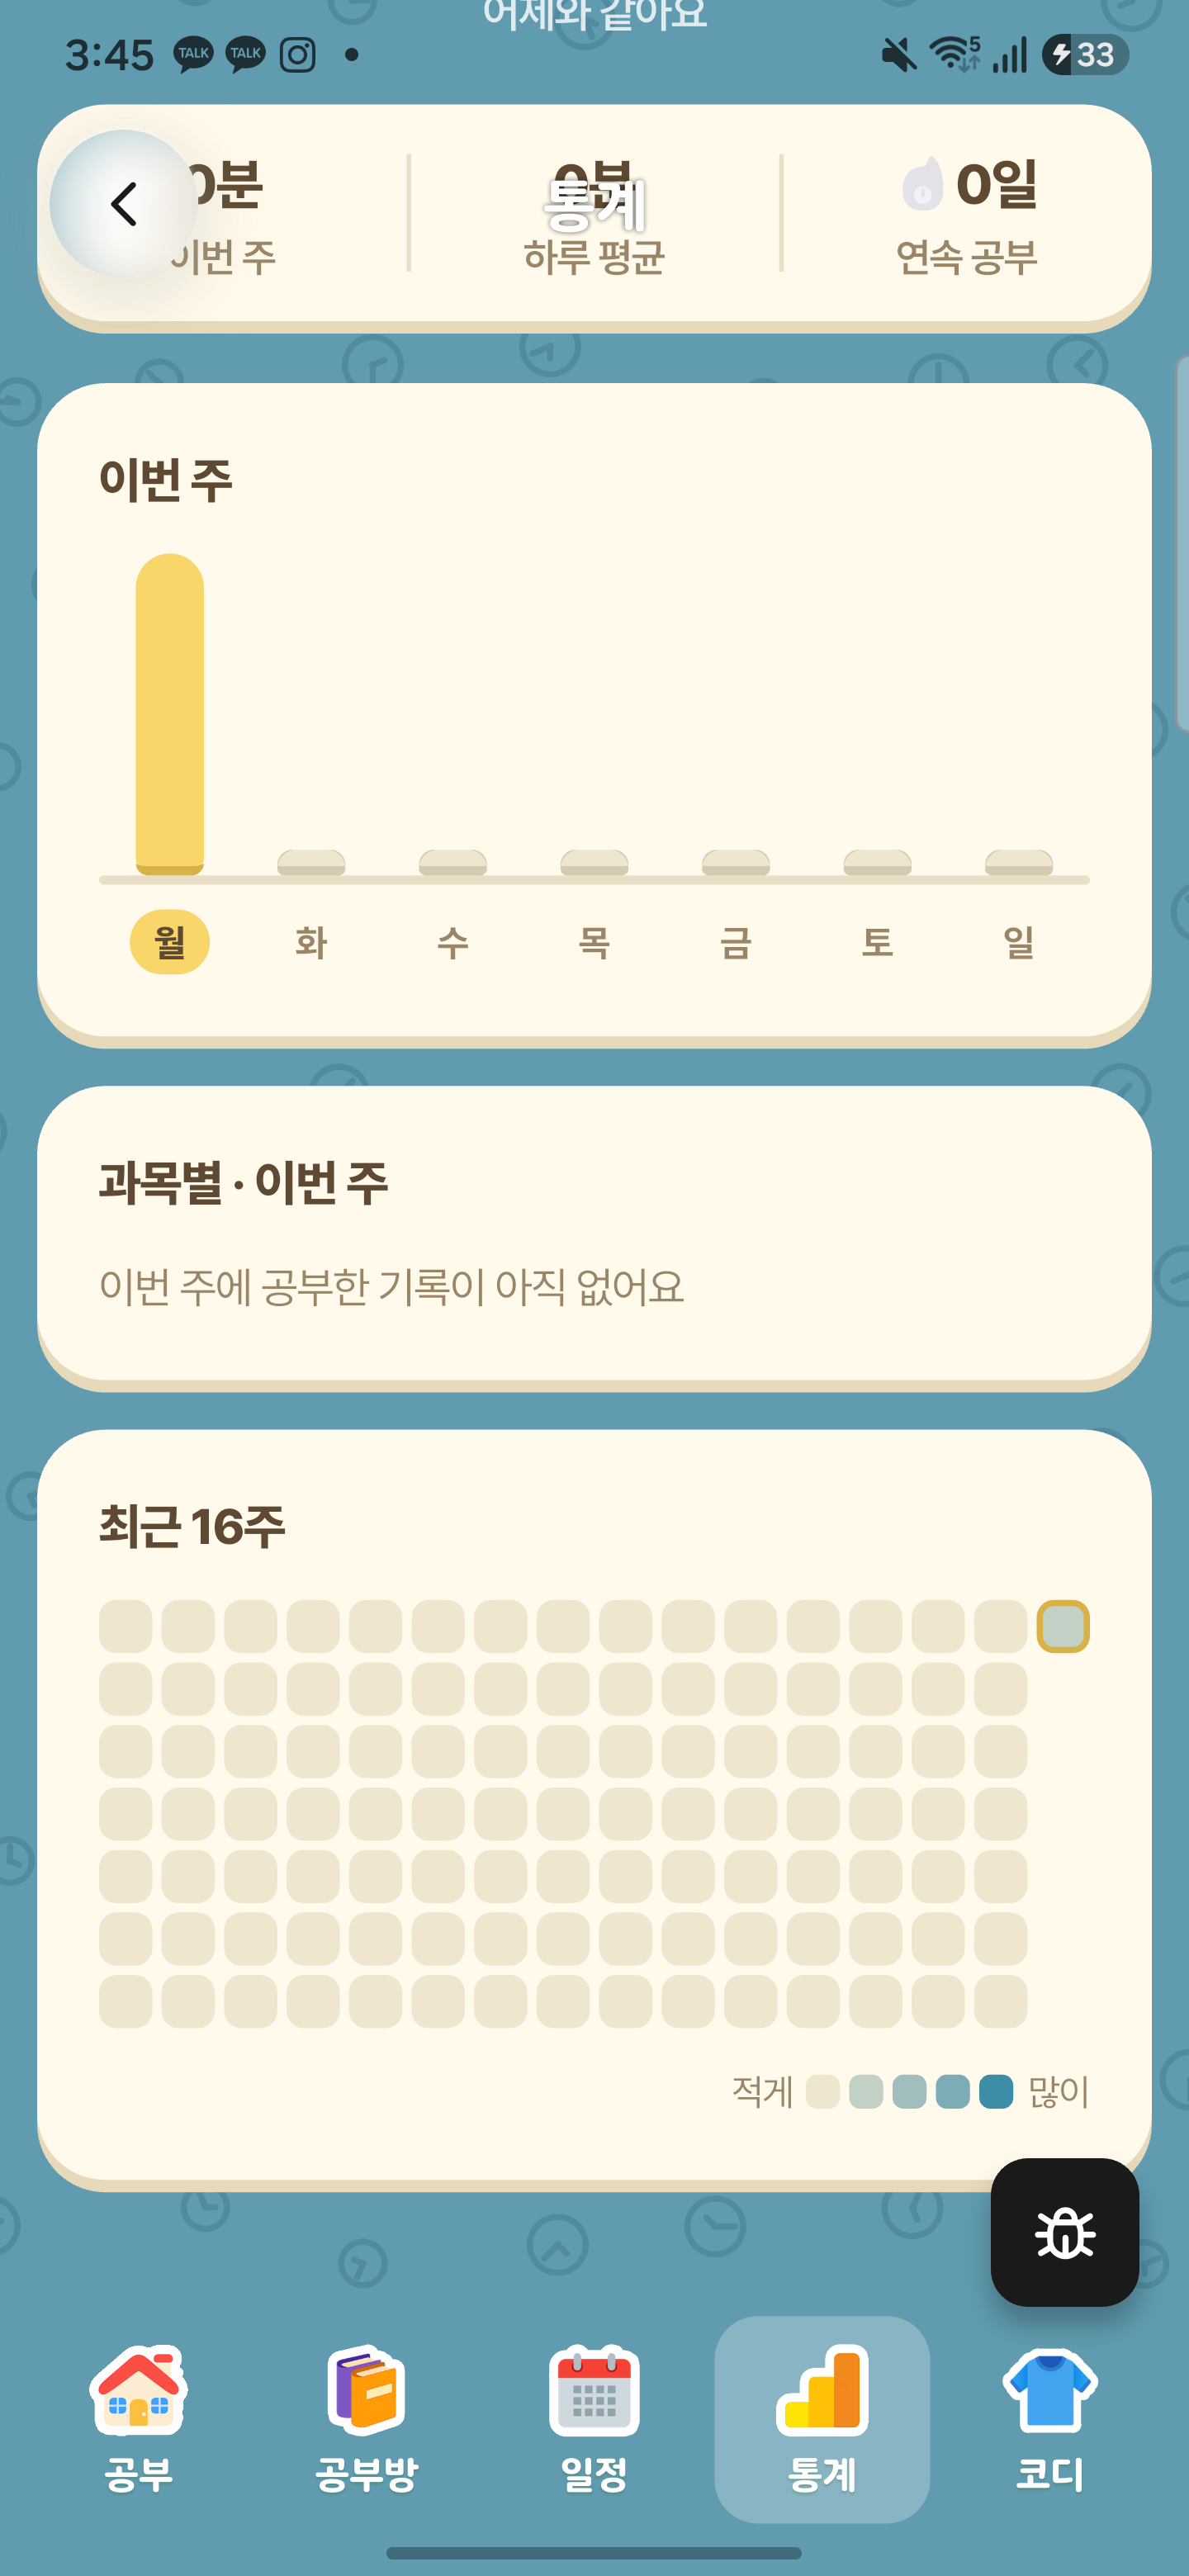 어제와 같아요
3:45 TALK TALK 5 33
0분 0분 0일
통계
이번 주 하루 평균 연속 공부
이번 주
월 화 수 목 금 토 일
과목별 · 이번 주
이번 주에 공부한 기록이 아직 없어요
최근 16주
적게 많이
공부 공부방 일정 통계 코디